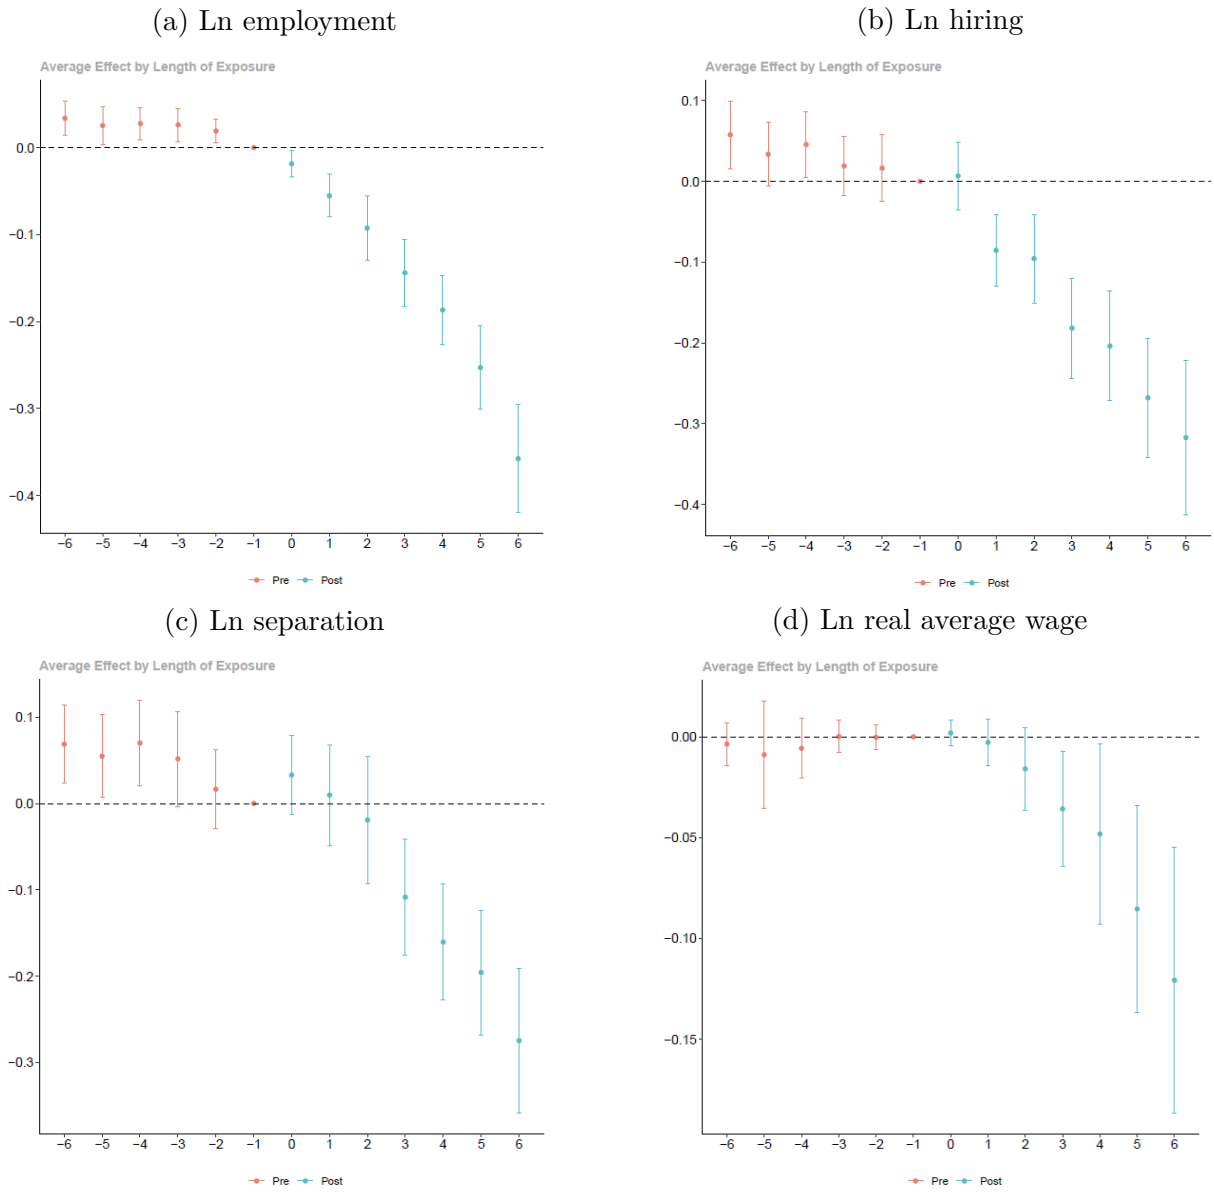 (a) Ln employment
Average Effect by Length of Exposure
0.0
−0.1
−0.2
−0.3
−0.4
−6 −5 −4 −3 −2 −1 0 1 2 3 4 5 6
Pre Post
(b) Ln hiring
Average Effect by Length of Exposure
0.1
0.0
−0.1
−0.2
−0.3
−0.4
−6 −5 −4 −3 −2 −1 0 1 2 3 4 5 6
Pre Post
(c) Ln separation
Average Effect by Length of Exposure
0.1
0.0
−0.1
−0.2
−0.3
−6 −5 −4 −3 −2 −1 0 1 2 3 4 5 6
Pre Post
(d) Ln real average wage
Average Effect by Length of Exposure
0.00
−0.05
−0.10
−0.15
−6 −5 −4 −3 −2 −1 0 1 2 3 4 5 6
Pre Post